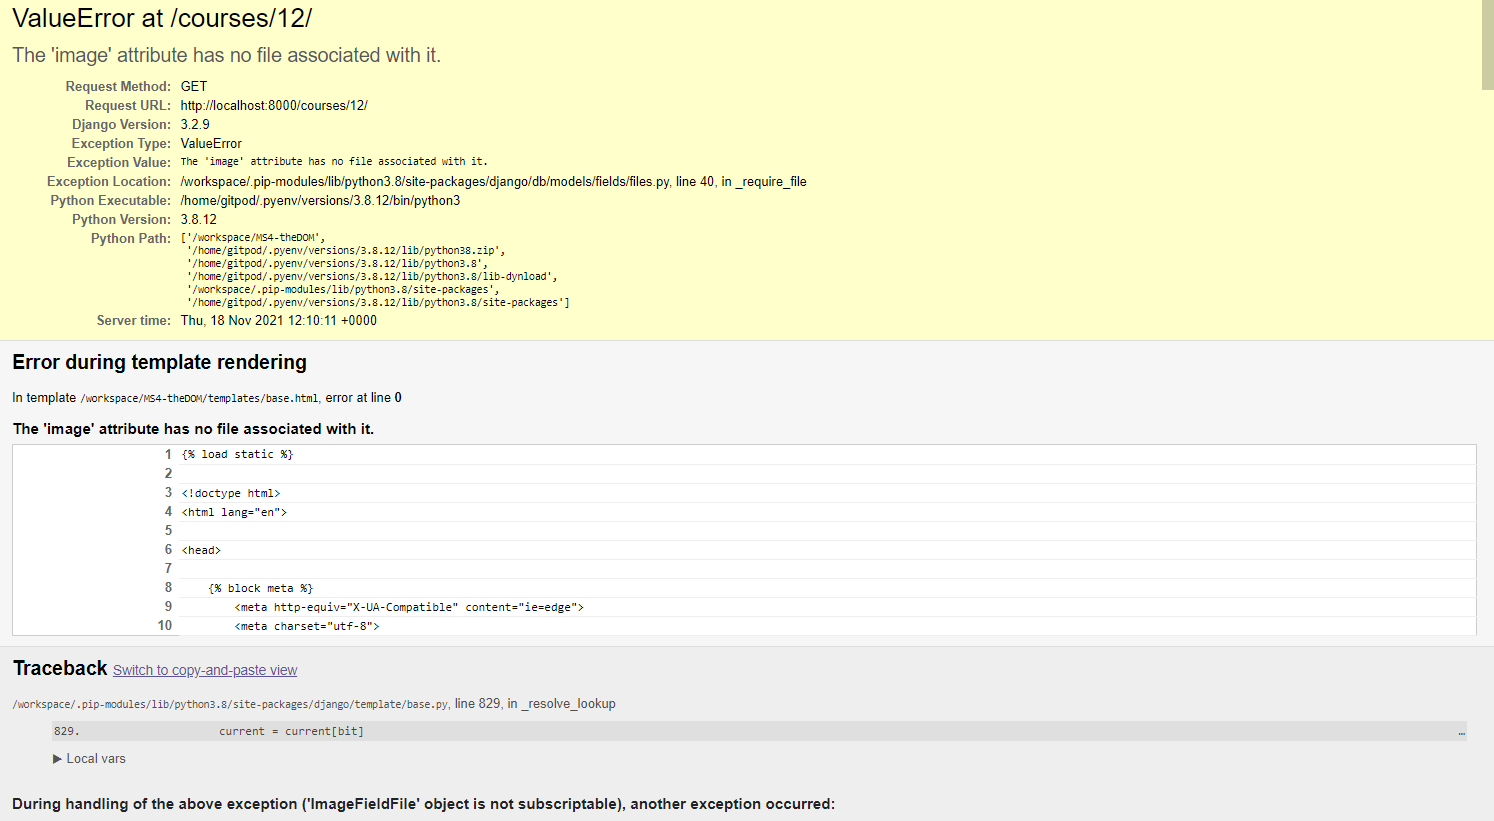 ValueError at /courses/12/
The 'image' attribute has no file associated with it.
Request Method: GET
Request URL: http://localhost:8000/courses/12/
Django Version: 3.2.9
Exception Type: ValueError
Exception Value: The 'image' attribute has no file associated with it.
Exception Location: /workspace/.pip-modules/lib/python3.8/site-packages/django/db/models/fields/files.py, line 40, in _require_file
Python Executable: /home/gitpod/.pyenv/versions/3.8.12/bin/python3
Python Version: 3.8.12
Python Path: ['/workspace/MS4-theDOM',
'/home/gitpod/.pyenv/versions/3.8.12/lib/python38.zip',
'/home/gitpod/.pyenv/versions/3.8.12/lib/python3.8',
'/home/gitpod/.pyenv/versions/3.8.12/lib/python3.8/lib-dynload',
'/workspace/.pip-modules/lib/python3.8/site-packages',
'/home/gitpod/.pyenv/versions/3.8.12/lib/python3.8/site-packages']
Server time: Thu, 18 Nov 2021 12:10:11 +0000
Error during template rendering
In template /workspace/MS4-theDOM/templates/base.html, error at line 0
The 'image' attribute has no file associated with it.
1 {% load static %}
2
3 <!doctype html>
4 <html lang="en">
5
6 <head>
7
8 {% block meta %}
9 <meta http-equiv="X-UA-Compatible" content="ie=edge">
10 <meta charset="utf-8">
Traceback Switch to copy-and-paste view
/workspace/.pip-modules/lib/python3.8/site-packages/django/template/base.py, line 829, in _resolve_lookup
829. current = current[bit] …
▶ Local vars
During handling of the above exception ('ImageFieldFile' object is not subscriptable), another exception occurred: